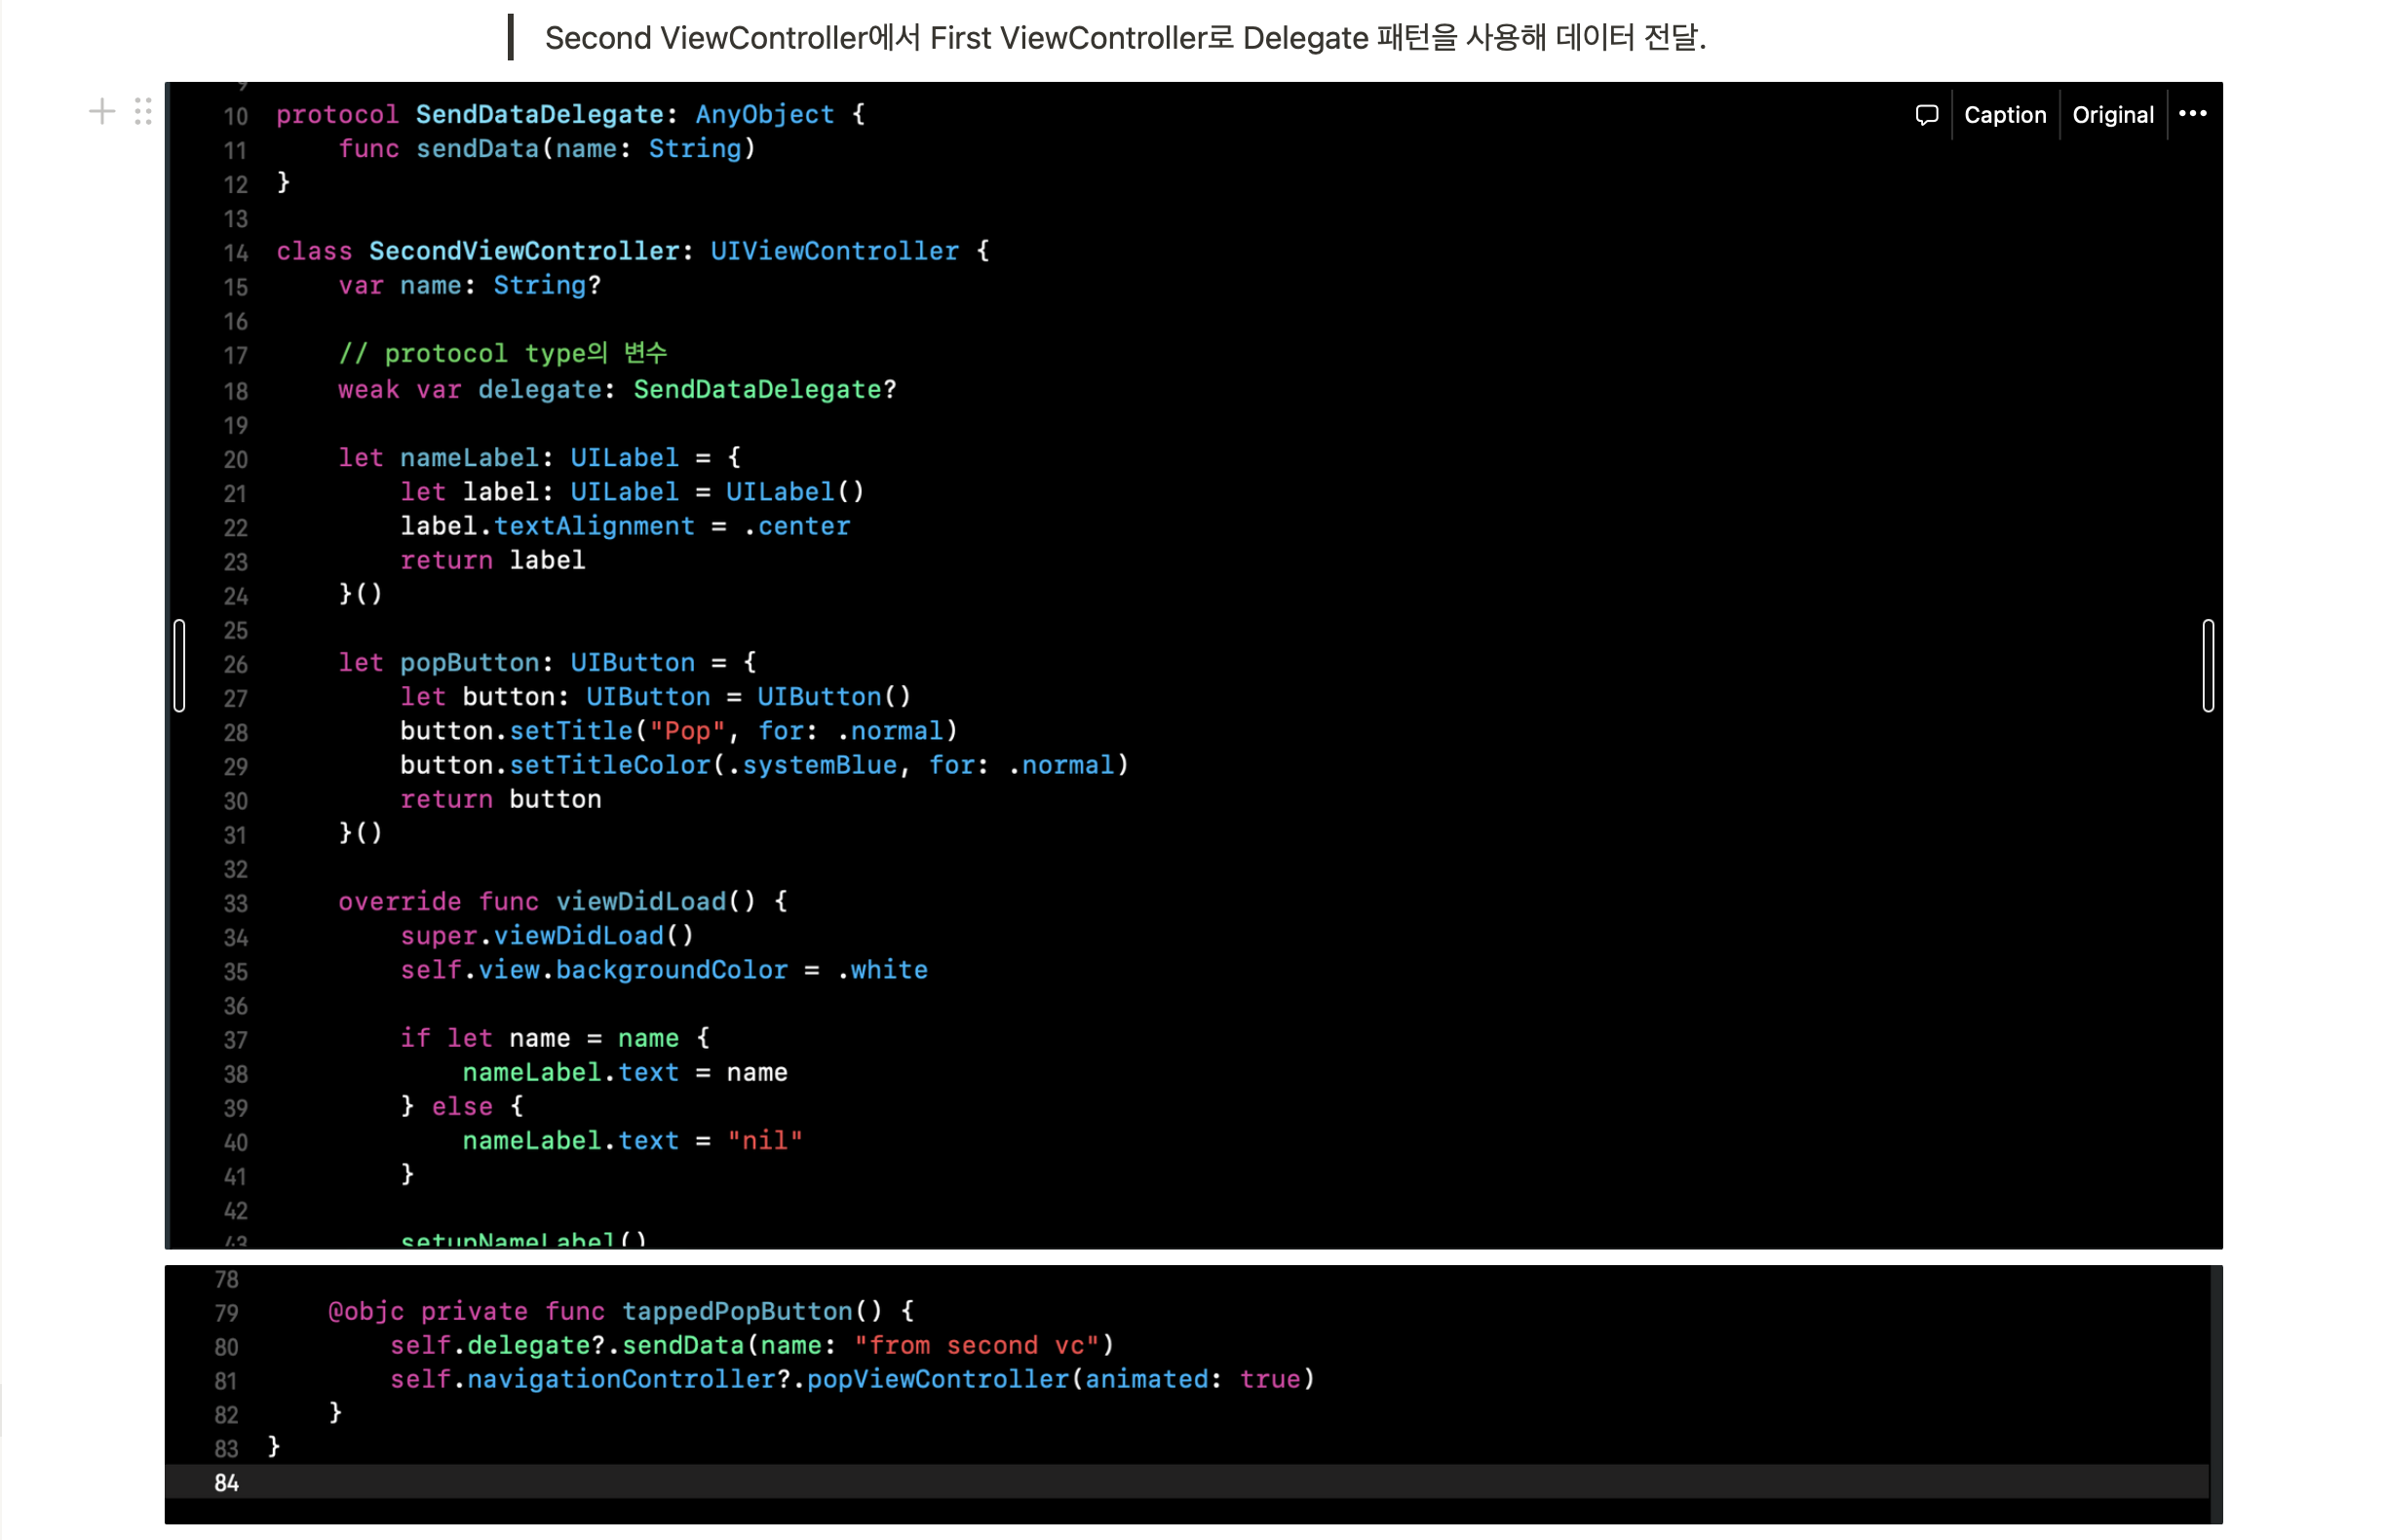 Second ViewController에서 First ViewController로 Delegate 패턴을 사용해 데이터 전달.
Caption Original
9
10 protocol SendDataDelegate: AnyObject {
11     func sendData(name: String)
12 }
13
14 class SecondViewController: UIViewController {
15     var name: String?
16
17     // protocol type의 변수
18     weak var delegate: SendDataDelegate?
19
20     let nameLabel: UILabel = {
21         let label: UILabel = UILabel()
22         label.textAlignment = .center
23         return label
24     }()
25
26     let popButton: UIButton = {
27         let button: UIButton = UIButton()
28         button.setTitle("Pop", for: .normal)
29         button.setTitleColor(.systemBlue, for: .normal)
30         return button
31     }()
32
33     override func viewDidLoad() {
34         super.viewDidLoad()
35         self.view.backgroundColor = .white
36
37         if let name = name {
38             nameLabel.text = name
39         } else {
40             nameLabel.text = "nil"
41         }
42
43         setupNameLabel()
78
79     @objc private func tappedPopButton() {
80         self.delegate?.sendData(name: "from second vc")
81         self.navigationController?.popViewController(animated: true)
82     }
83 }
84